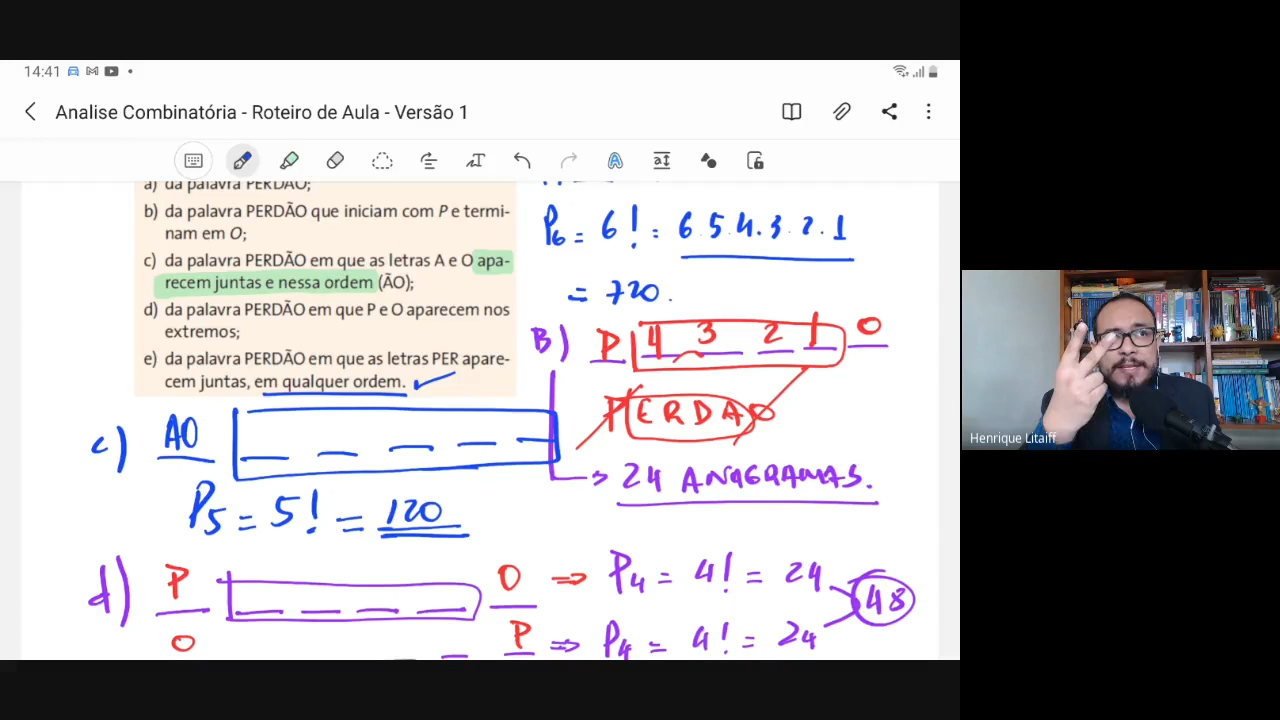 14:41
Analise Combinatória - Roteiro de Aula - Versão 1
a) da palavra PERDÃO;
b) da palavra PERDÃO que iniciam com P e termi-
nam em O;
c) da palavra PERDÃO em que as letras A e O apa-
recem juntas e nessa ordem (ÃO);
d) da palavra PERDÃO em que P e O aparecem nos
extremos;
e) da palavra PERDÃO em que as letras PER apare-
cem juntas, em qualquer ordem.
P6 = 6! = 6.5.4.3.2.1
= 720.
B) P 4 3 2 1 O
PERDAO
→ 24 ANAGRAMAS.
c) AO
P5 = 5! = 120
d) P O ⇒ P4 = 4! = 24
48
O P ⇒ P4 = 4! = 24
Henrique Litaiff